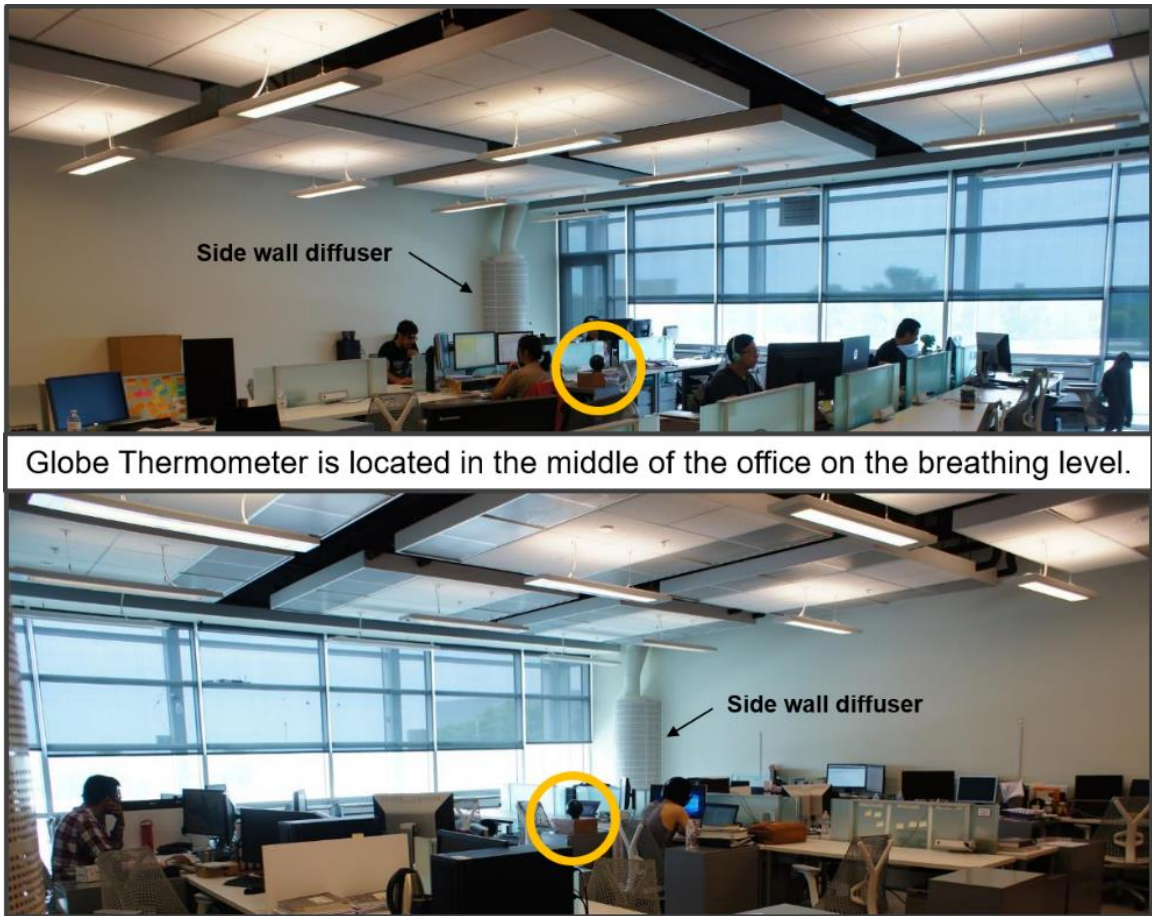 Side wall diffuser
Globe Thermometer is located in the middle of the office on the breathing level.
Side wall diffuser